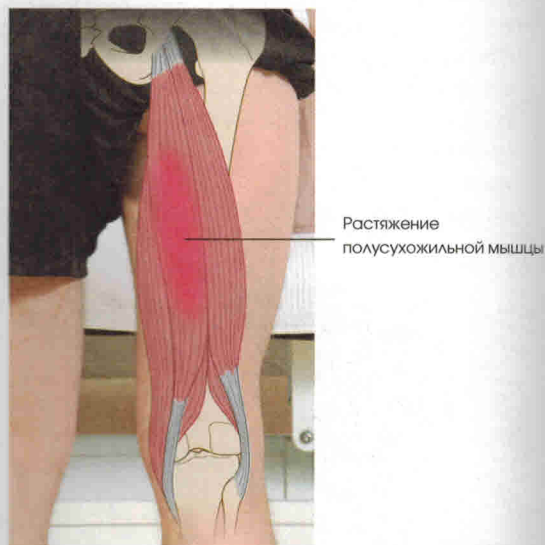 Растяжение
полусухожильной мышцы